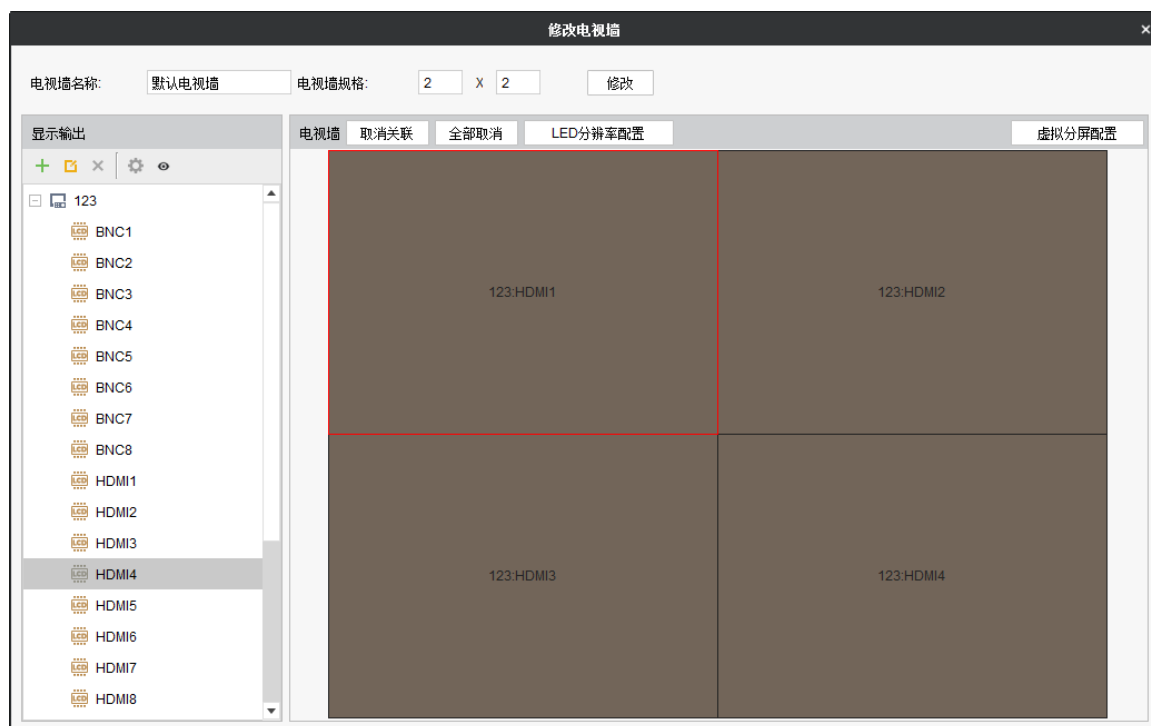 修改电视墙 ×
电视墙名称: 默认电视墙 电视墙规格: 2 X 2 修改
显示输出
电视墙 取消关联 全部取消 LED分辨率配置 虚拟分屏配置
123
BNC1
BNC2
BNC3
BNC4
BNC5
BNC6
BNC7
BNC8
HDMI1
HDMI2
HDMI3
HDMI4
HDMI5
HDMI6
HDMI7
HDMI8
123:HDMI1 123:HDMI2
123:HDMI3 123:HDMI4